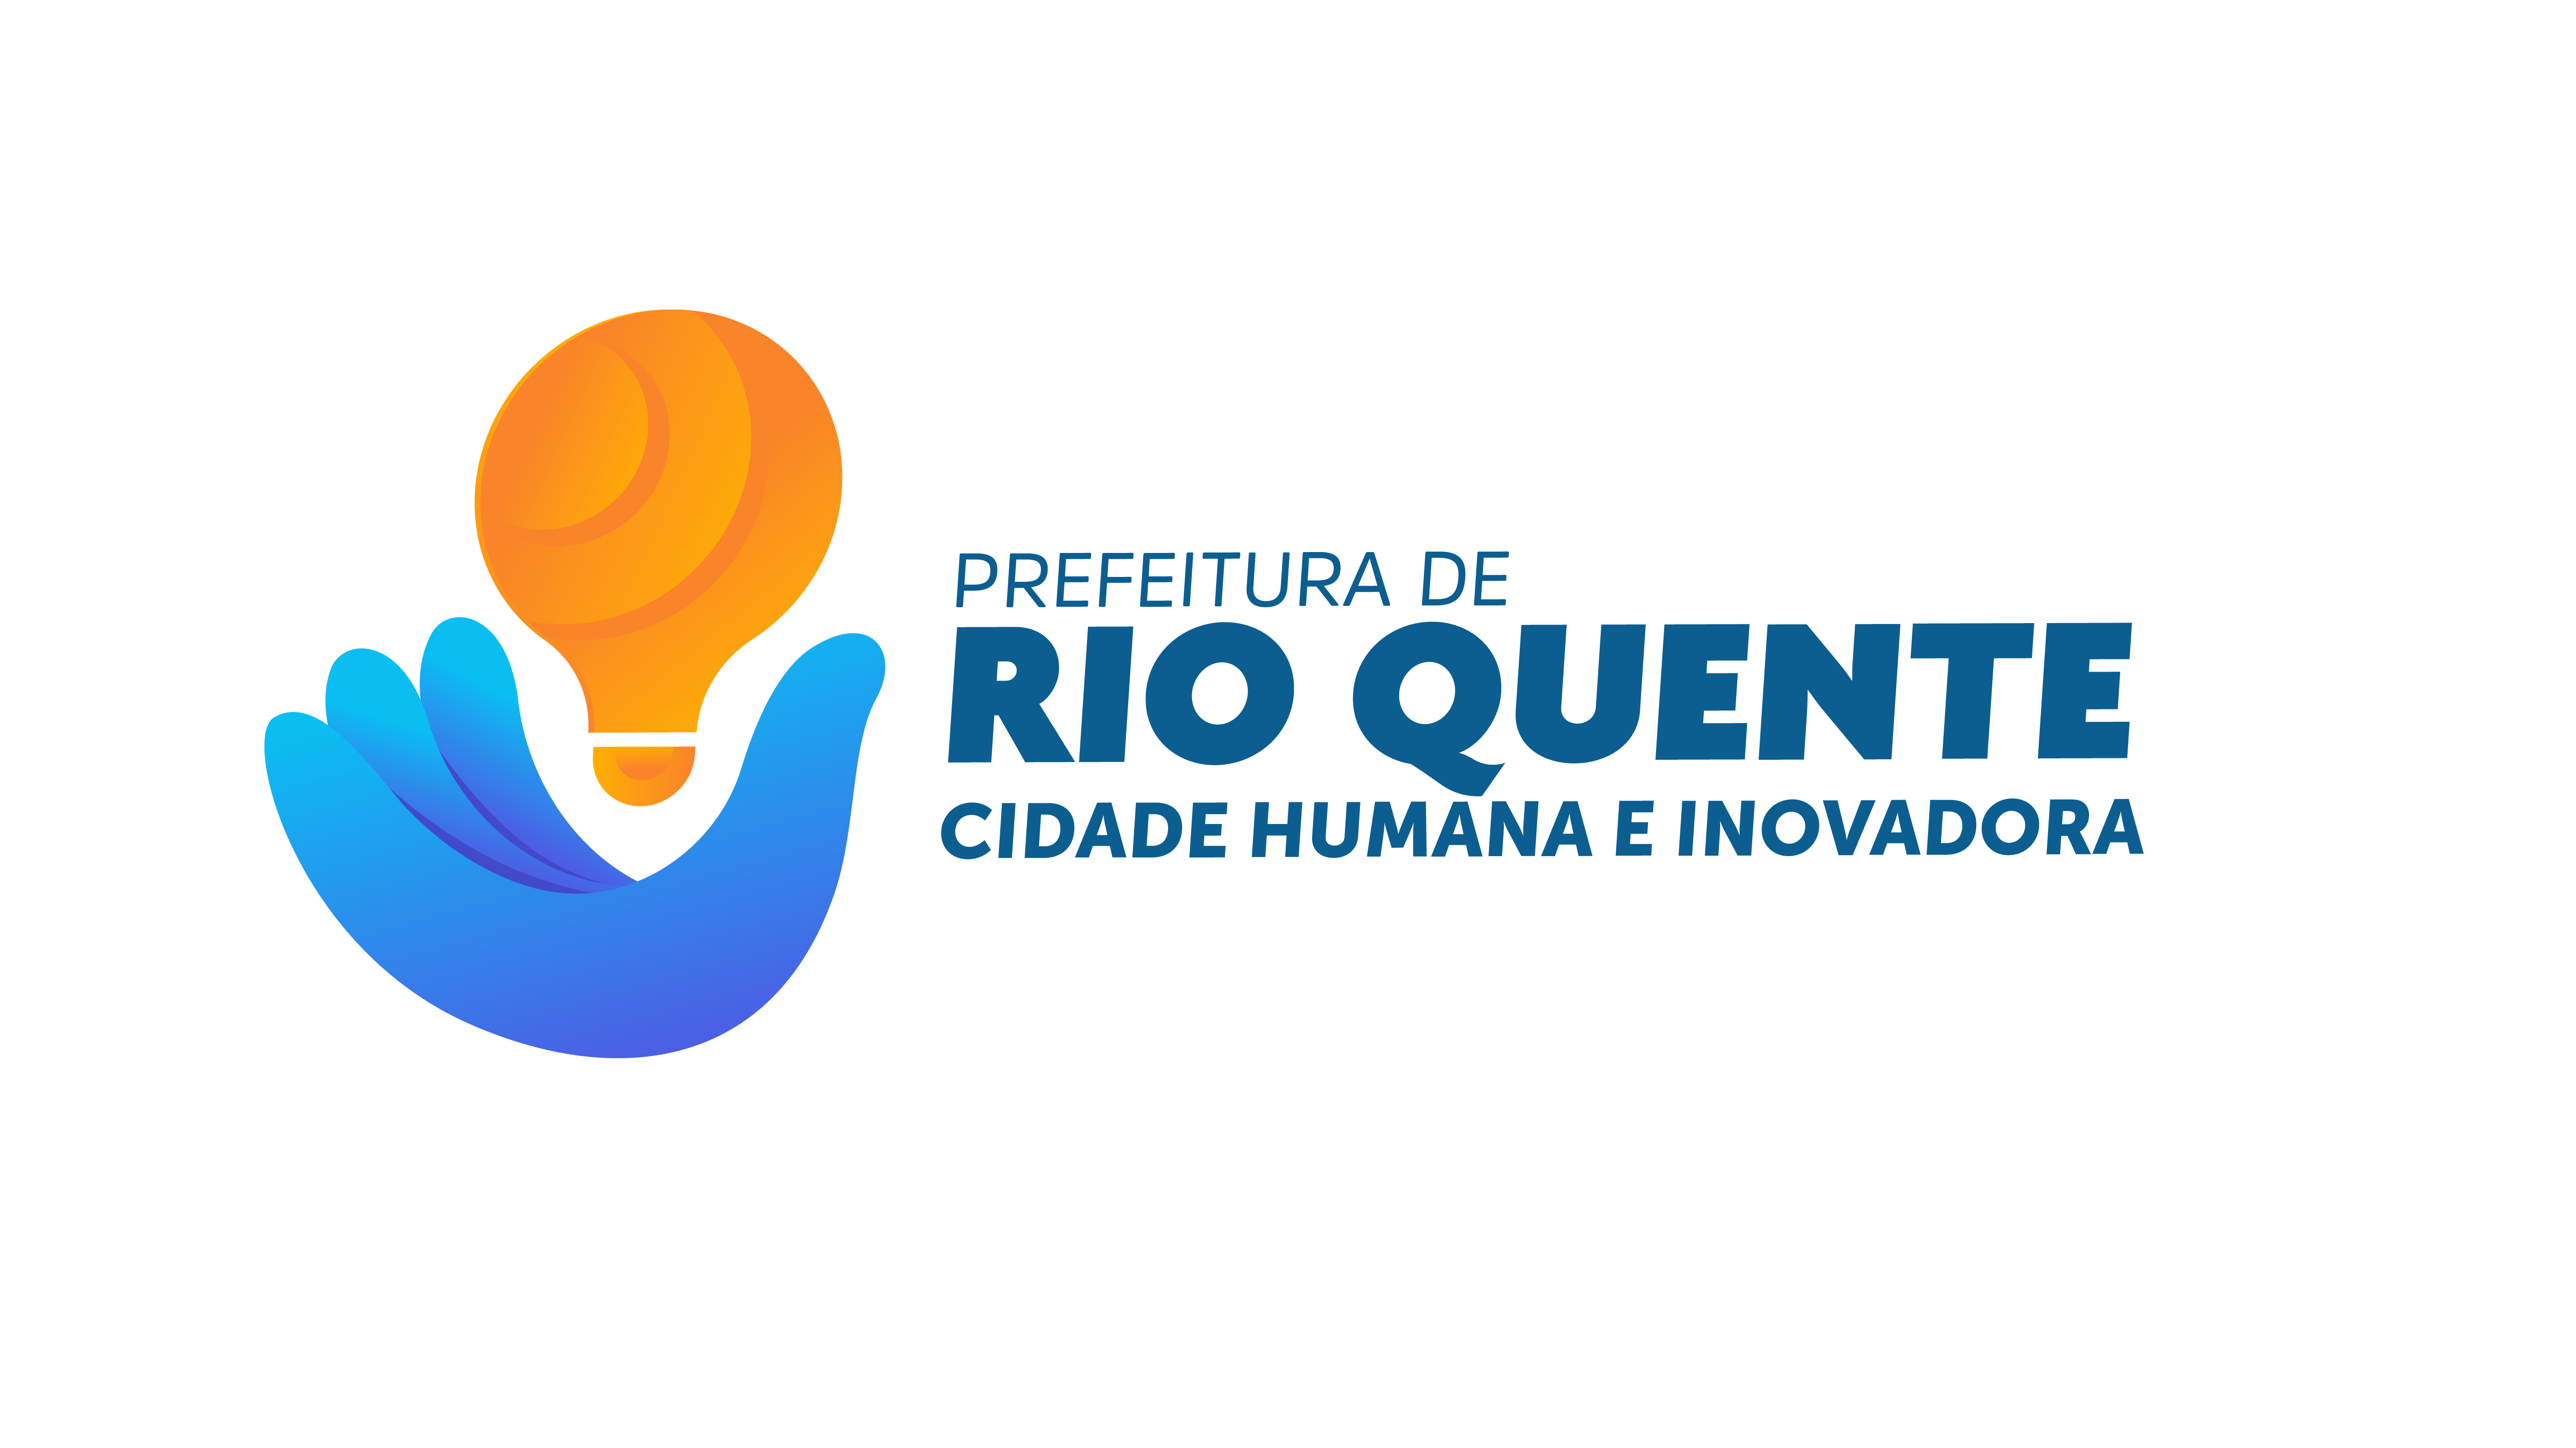 PREFEITURA DE
RIO QUENTE
CIDADE HUMANA E INOVADORA